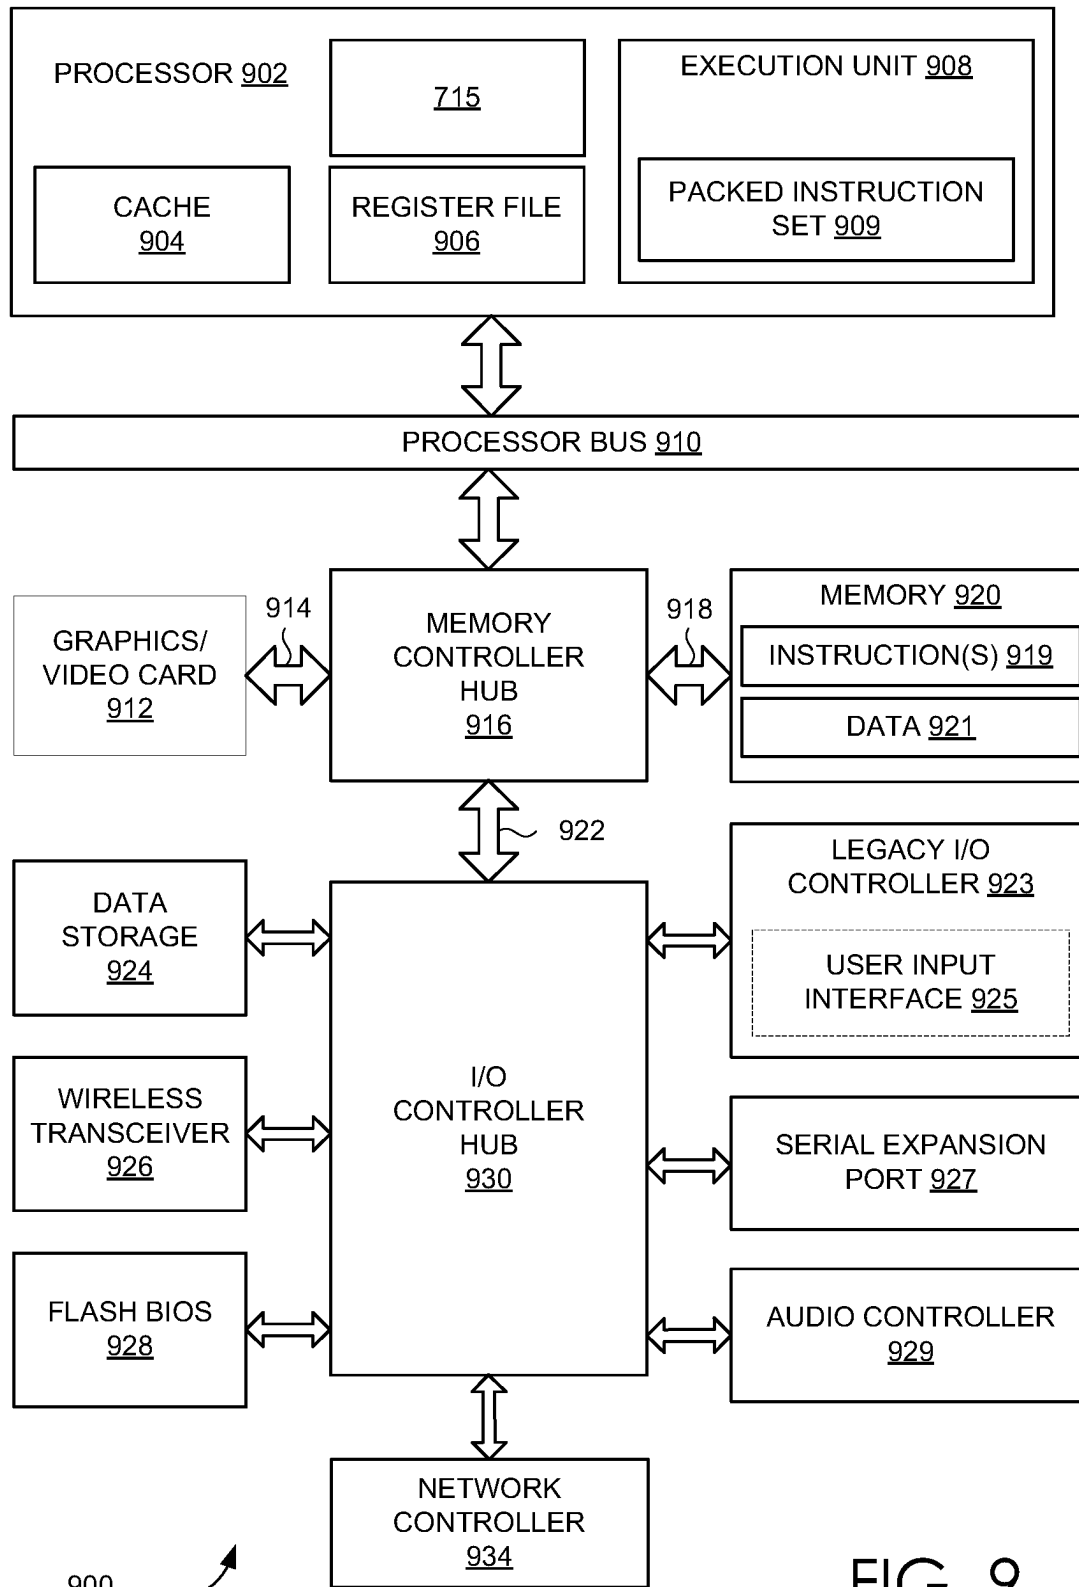 PROCESSOR 902
715
EXECUTION UNIT 908
CACHE
904
REGISTER FILE
906
PACKED INSTRUCTION
SET 909
PROCESSOR BUS 910
GRAPHICS/
VIDEO CARD
912
914
MEMORY
CONTROLLER
HUB
916
918
MEMORY 920
INSTRUCTION(S) 919
DATA 921
922
DATA
STORAGE
924
LEGACY I/O
CONTROLLER 923
USER INPUT
INTERFACE 925
WIRELESS
TRANSCEIVER
926
I/O
CONTROLLER
HUB
930
SERIAL EXPANSION
PORT 927
FLASH BIOS
928
AUDIO CONTROLLER
929
NETWORK
CONTROLLER
934
900
FIG. 9